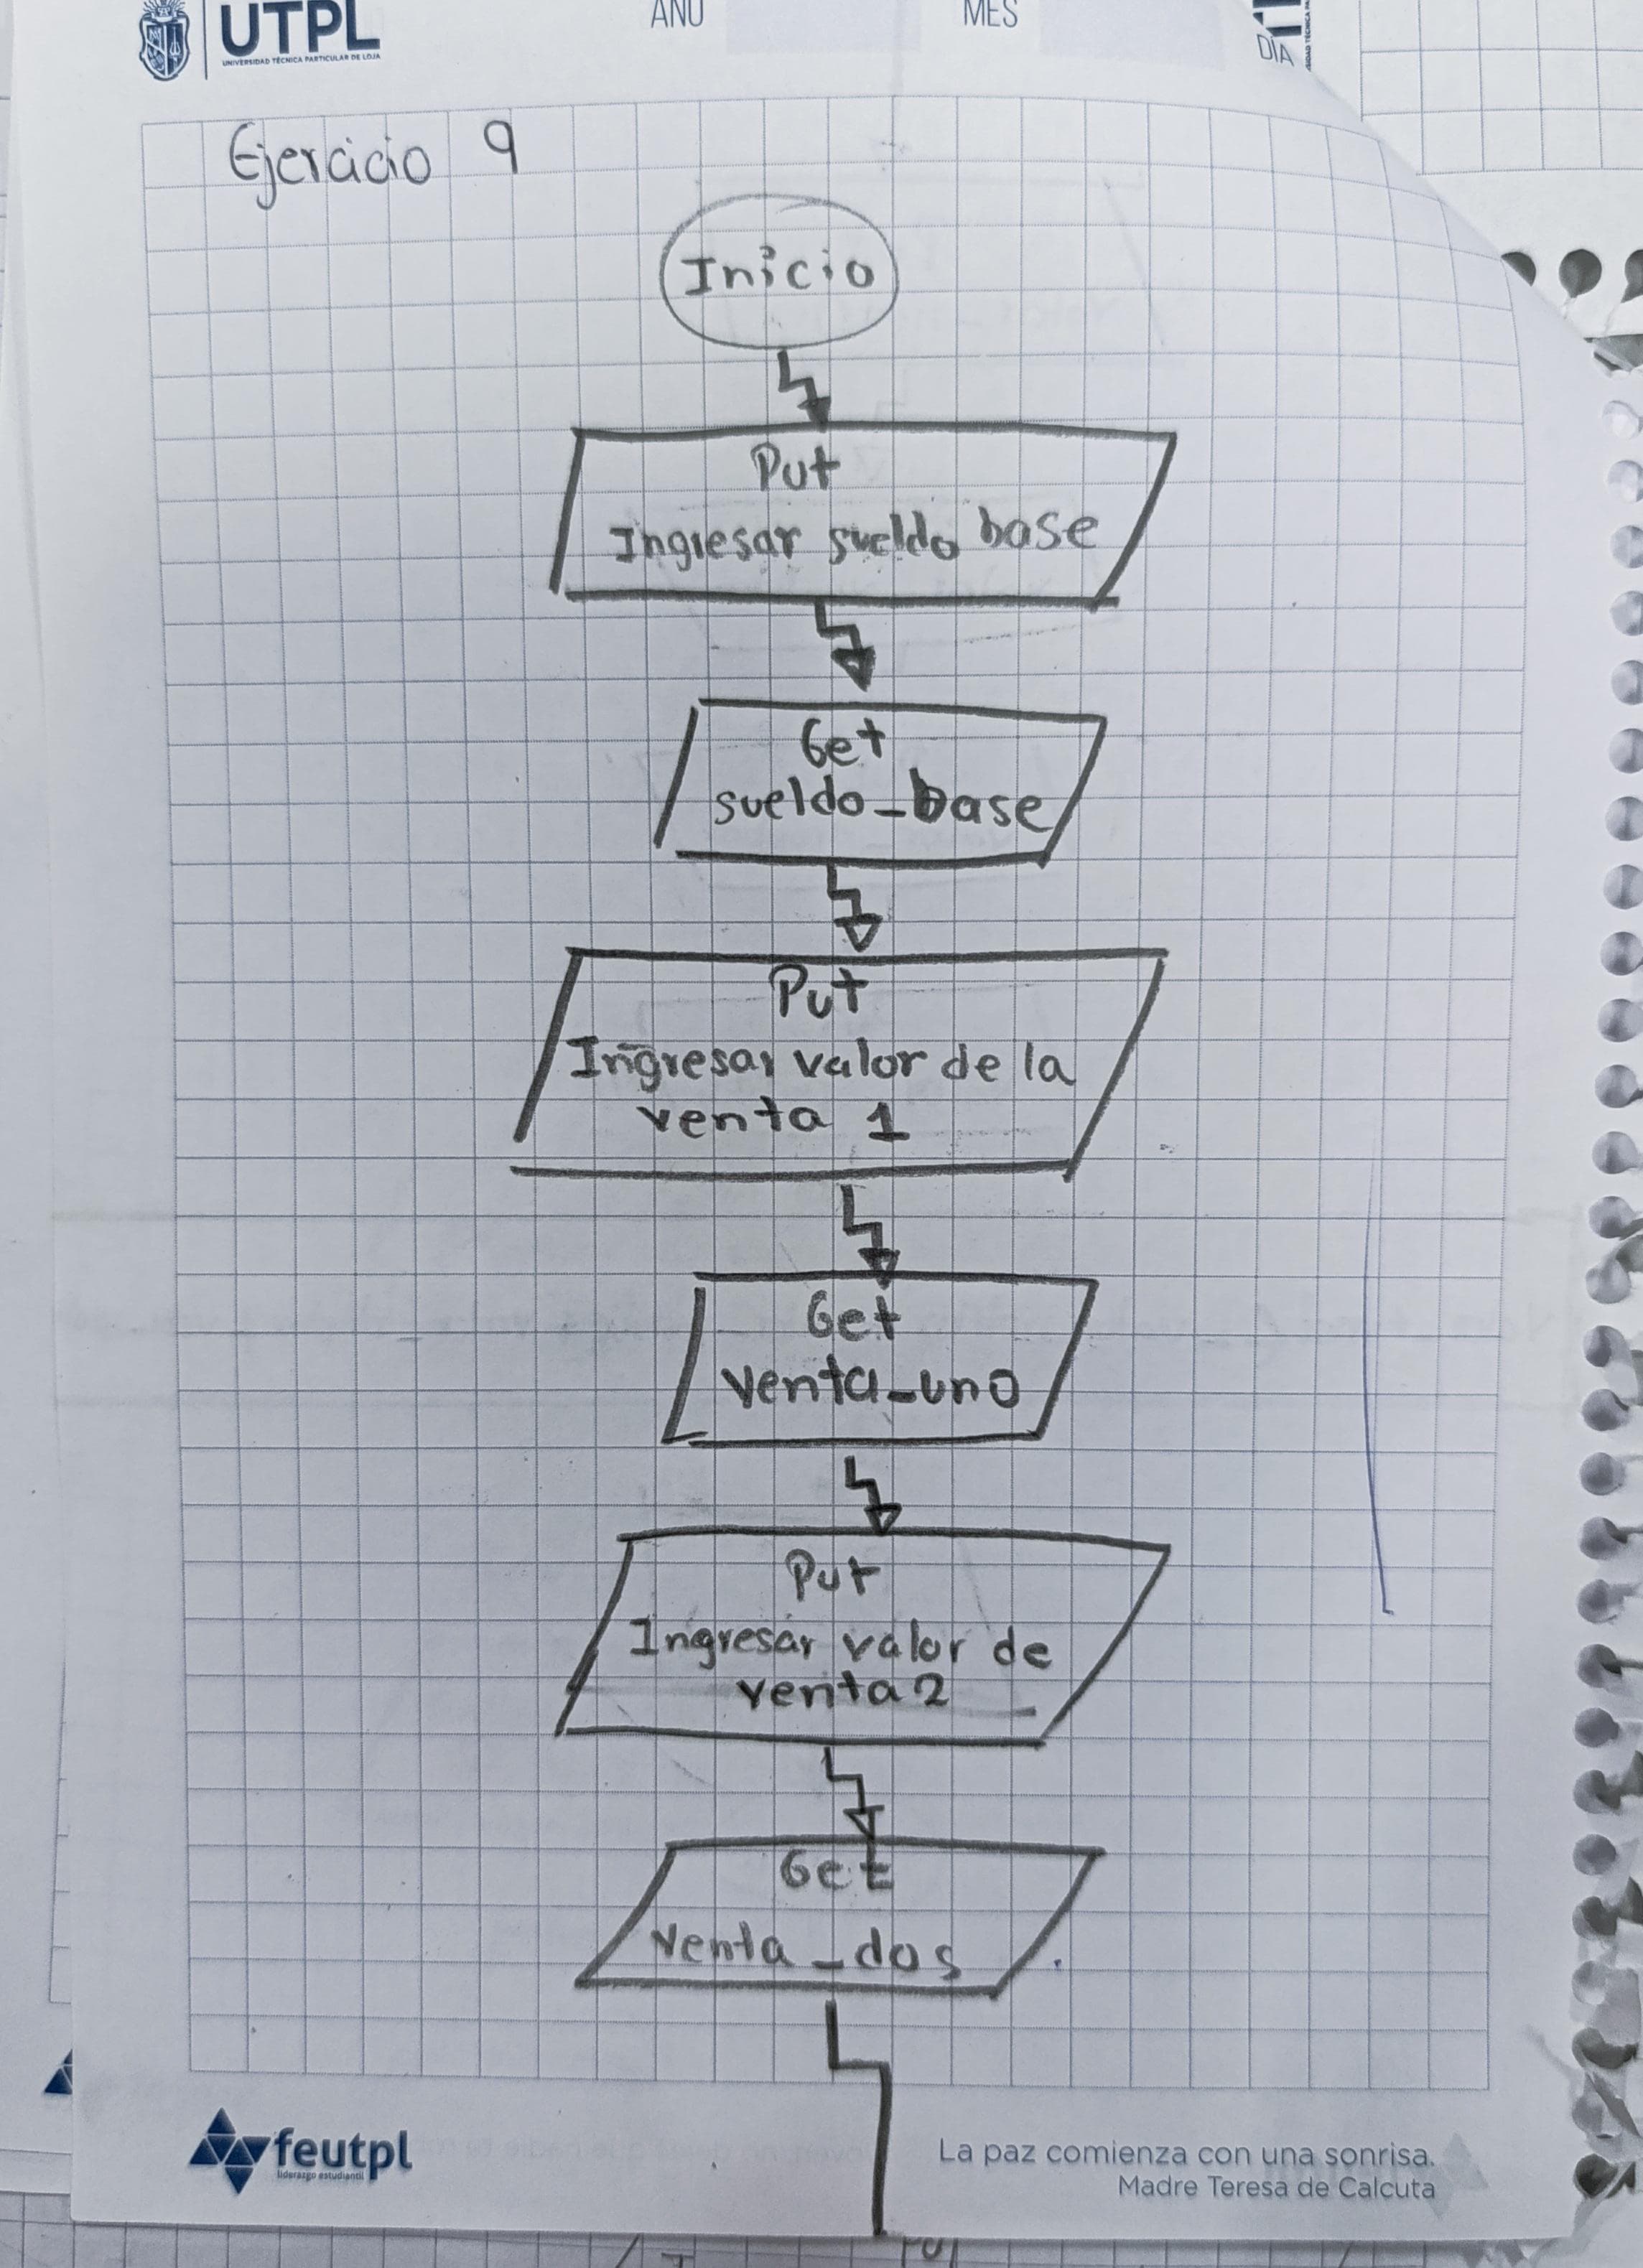 UTPL
UNIVERSIDAD TÉCNICA PARTICULAR DE LOJA
AÑO
MES
DÍA
Ejercicio 9
Inicio
Put
Ingresar sueldo base
Get
sueldo_base
Put
Ingresar valor de la
venta 1
Get
venta_uno
Put
Ingresar valor de
venta 2
Get
venta_dos
feutpl
liderazgo estudiantil
La paz comienza con una sonrisa.
Madre Teresa de Calcuta